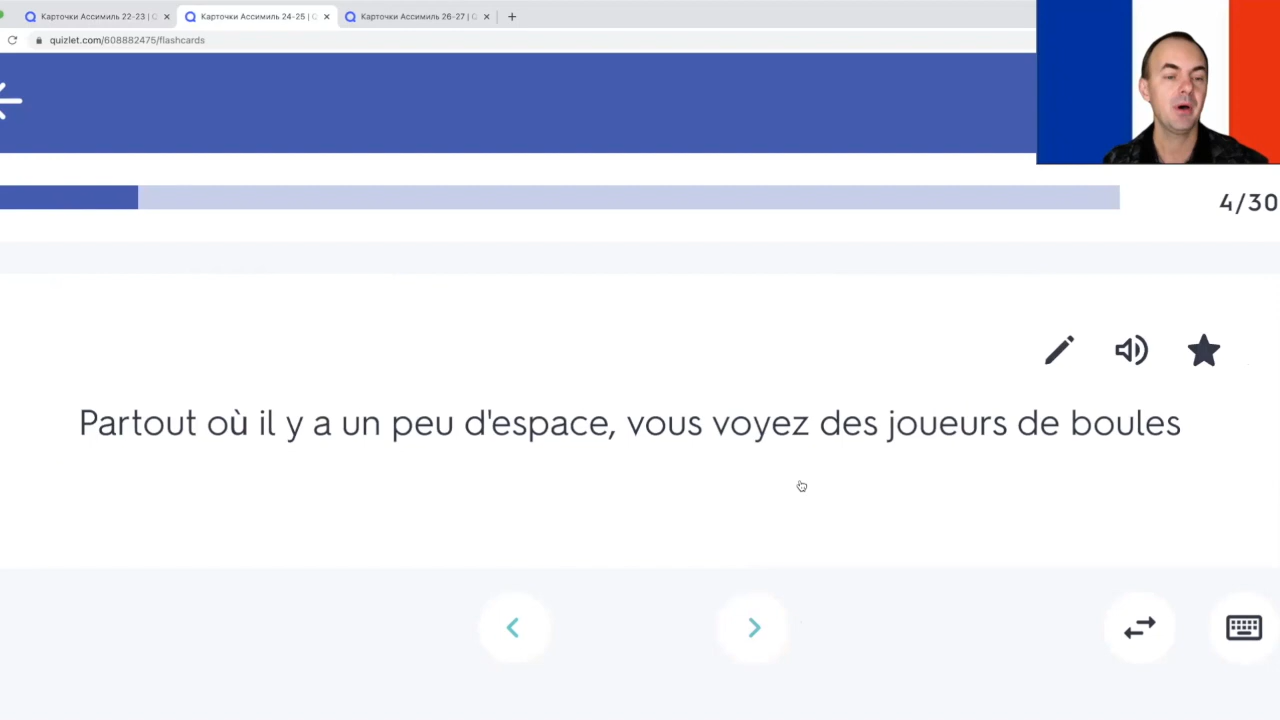 Карточки Ассимиль 22-23 |
Карточки Ассимиль 24-25 |
Карточки Ассимиль 26-27 |
quizlet.com/608882475/flashcards
4/30
Partout où il y a un peu d'espace, vous voyez des joueurs de boules